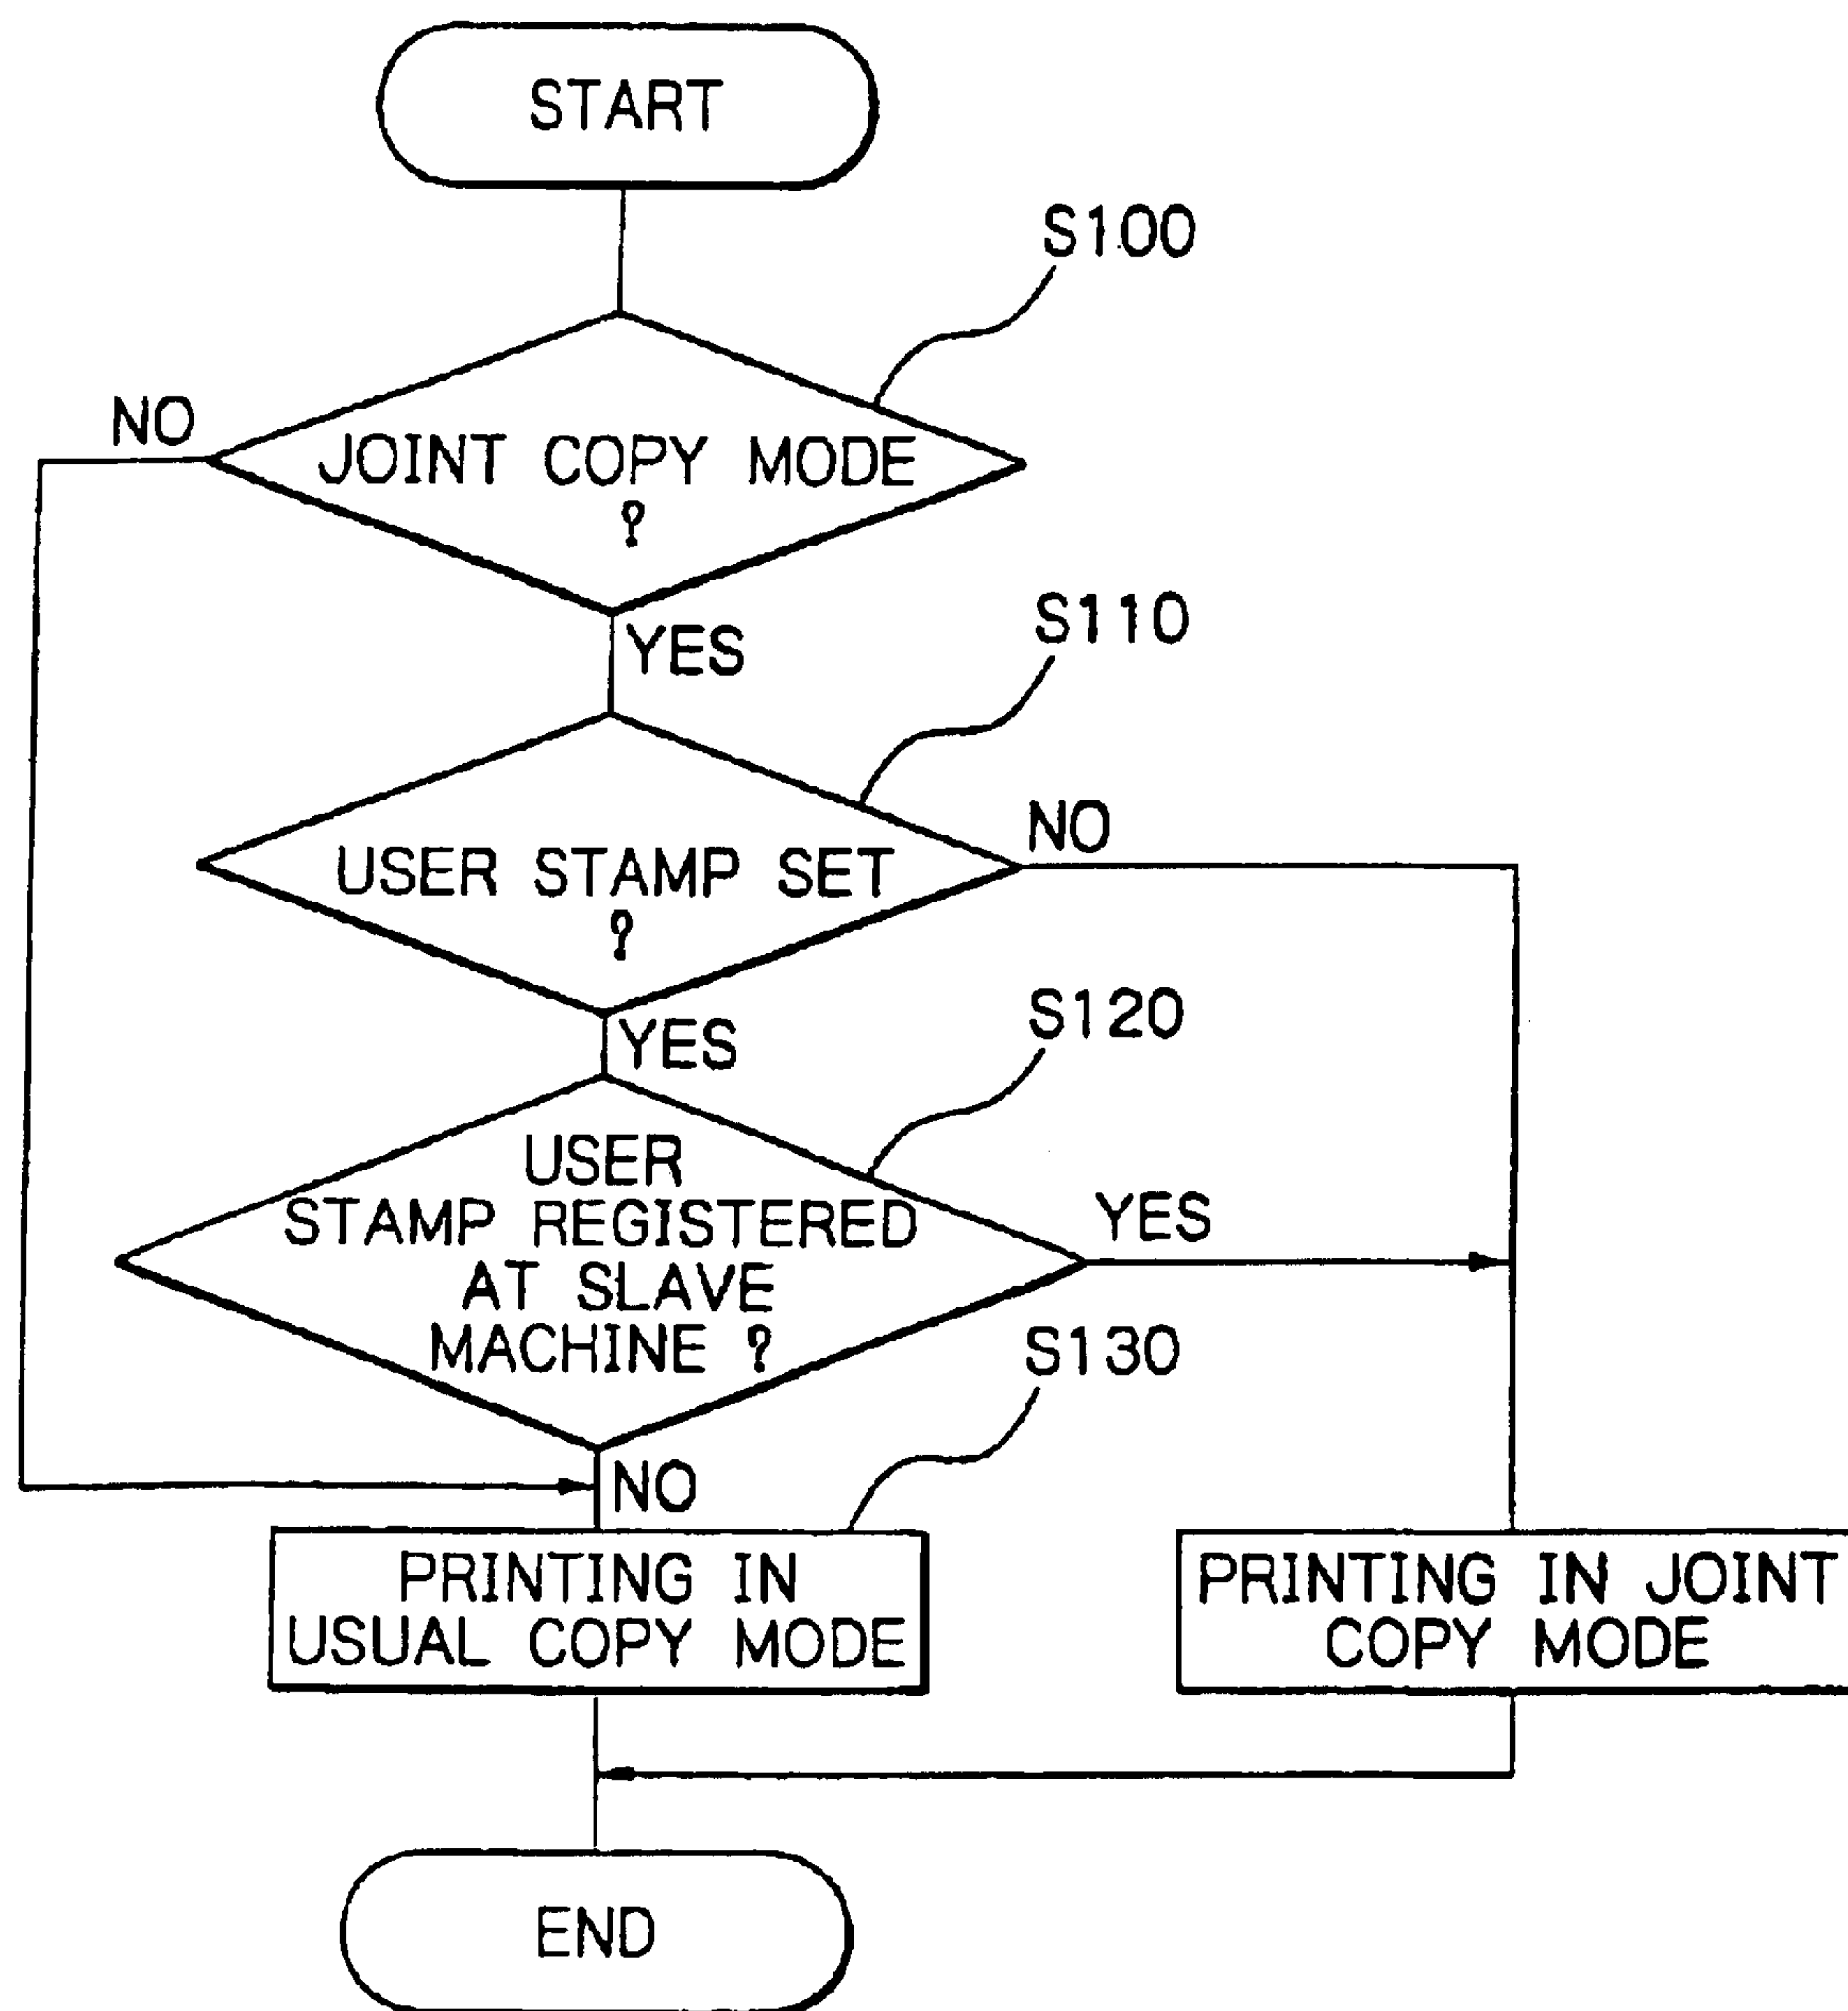 START
S100
NO
JOINT COPY MODE
?
YES
S110
NO
USER STAMP SET
?
YES
S120
USER
STAMP REGISTERED
AT SLAVE
MACHINE ?
YES
S130
NO
PRINTING IN
USUAL COPY MODE
PRINTING IN JOINT
COPY MODE
END